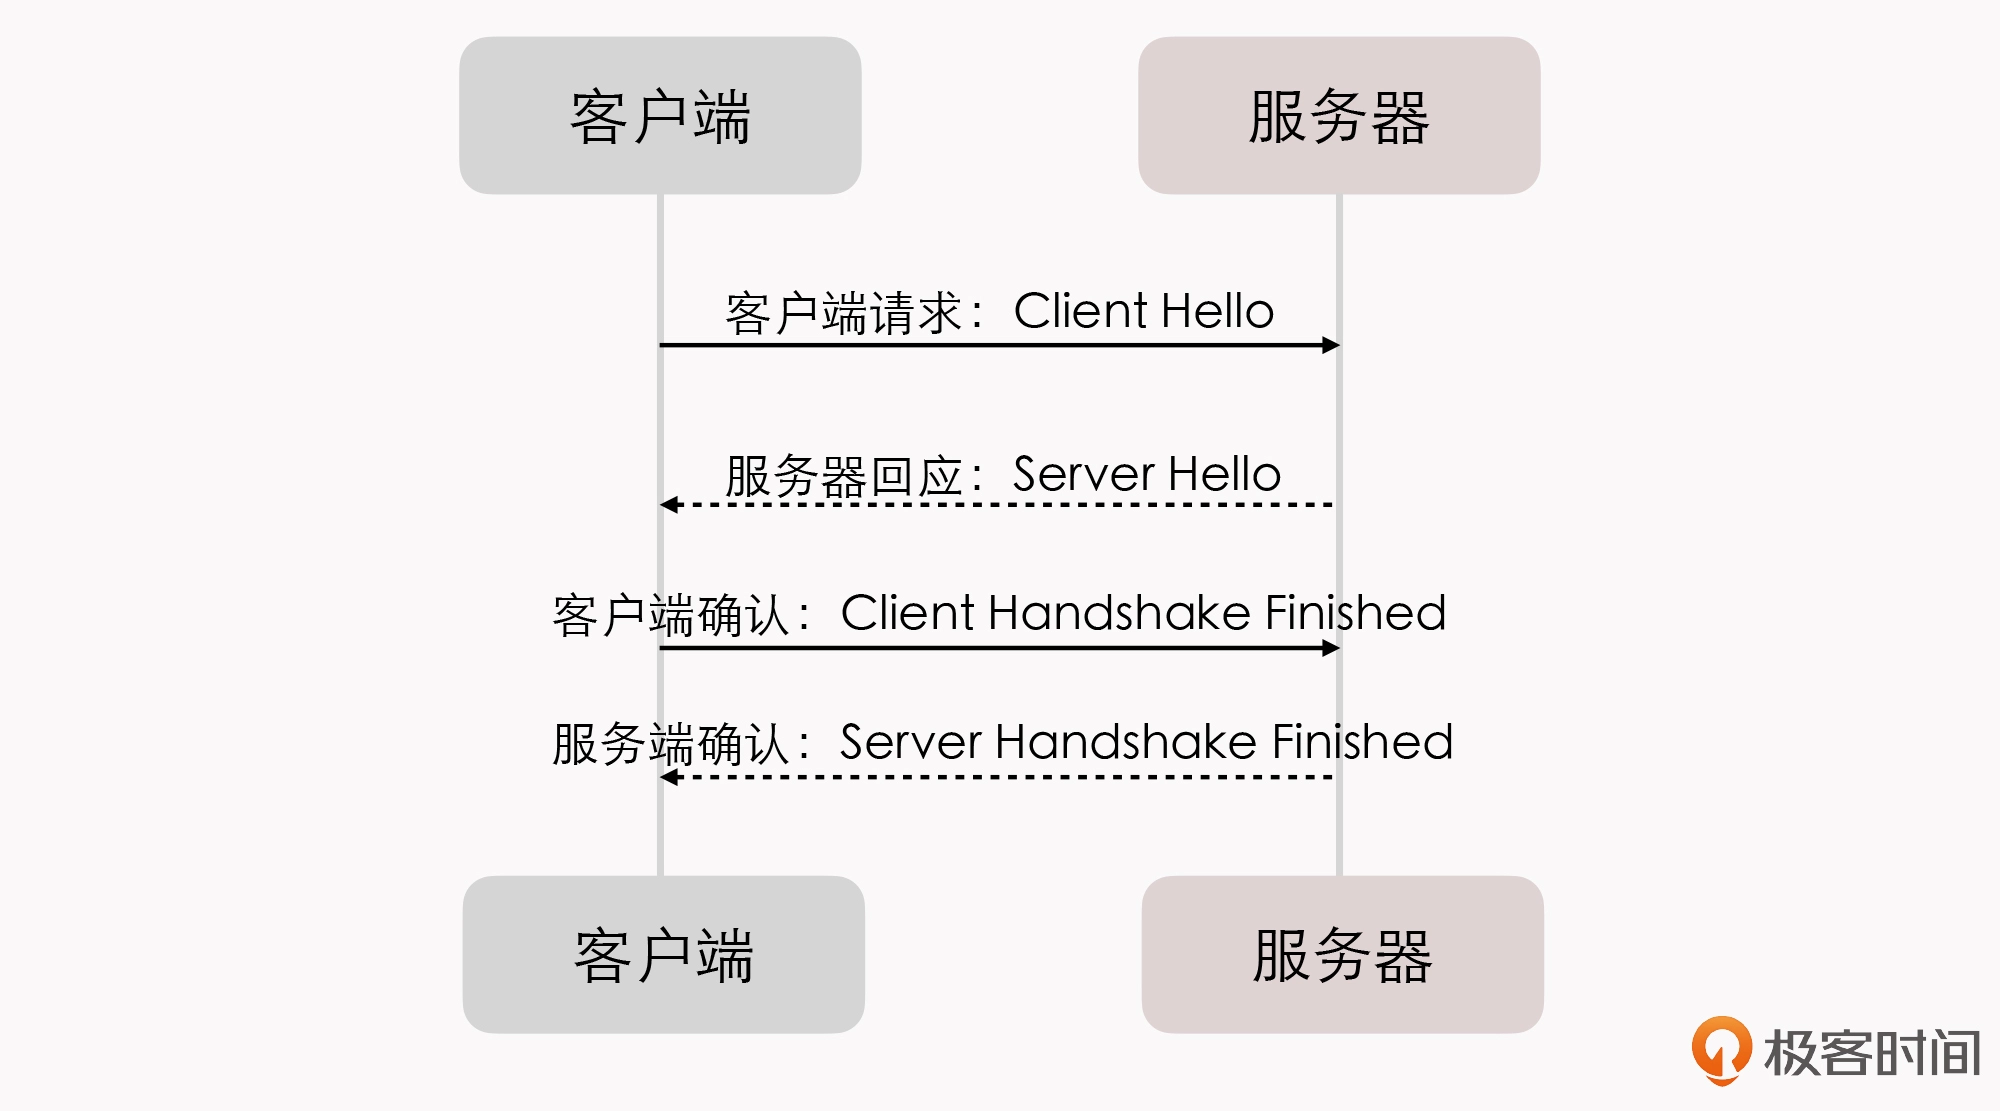 客户端
服务器
客户端请求：Client Hello
服务器回应：Server Hello
客户端确认：Client Handshake Finished
服务端确认：Server Handshake Finished
客户端
服务器
极客时间